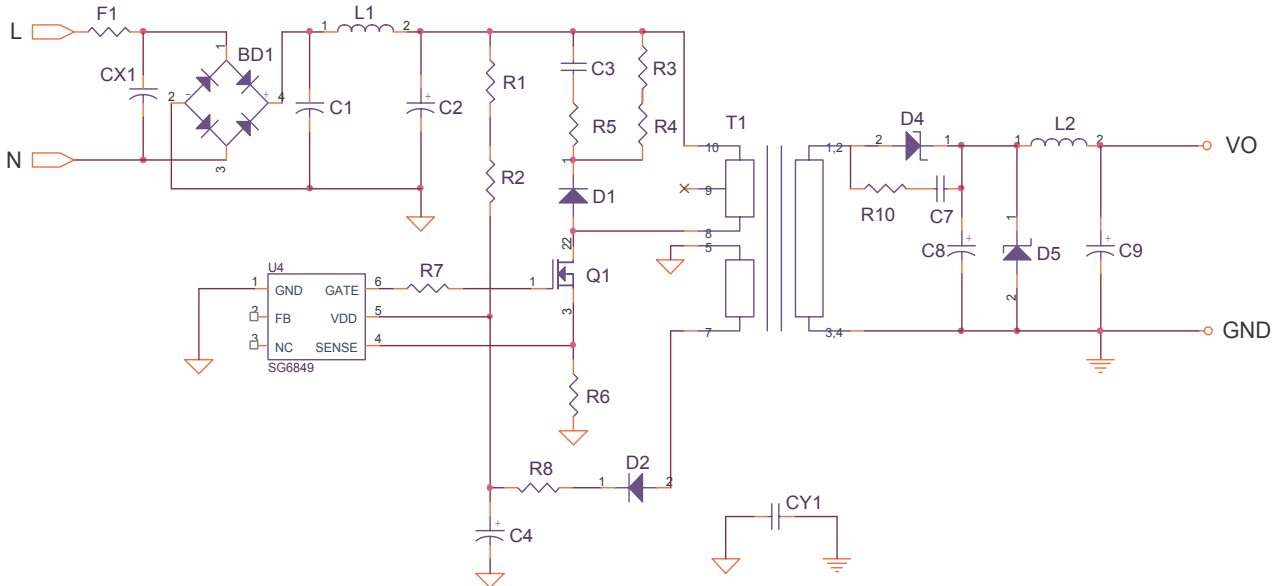 L
F1
1
L1
2
CX1
1
BD1
2
-
+
4
3
C1
+
C2
R1
C3
R3
R5
R4
N
R2
1
D1
T1
10
9
8
5
7
1,2
3,4
2
D4
1
R10
C7
1
L2
2
VO
C8
+
1
D5
2
+
C9
GND
22
Q1
1
3
R7
U4
1
GND
GATE
6
2
FB
VDD
5
3
NC
SENSE
4
SG6849
R6
R8
1
D2
2
+
C4
CY1